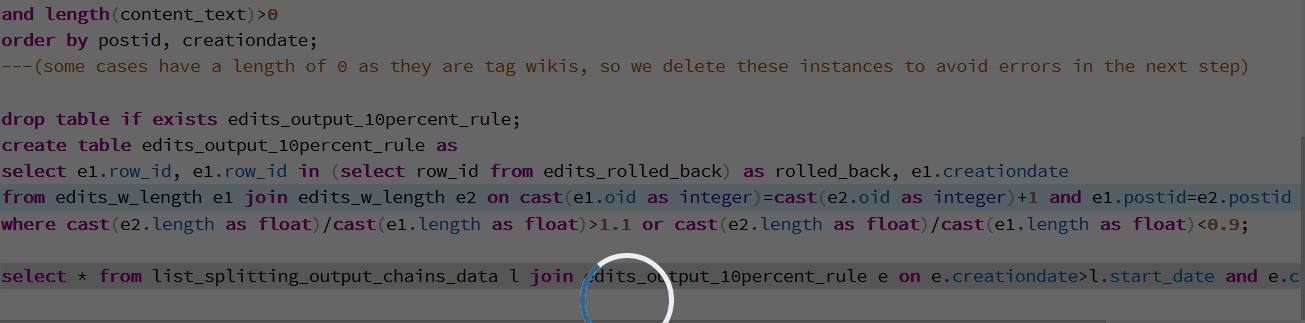 and length(content_text)>0
order by postid, creationdate;
---(some cases have a length of 0 as they are tag wikis, so we delete these instances to avoid errors in the next step)
drop table if exists edits_output_10percent_rule;
create table edits_output_10percent_rule as
select e1.row_id, e1.row_id in (select row_id from edits_rolled_back) as rolled_back, e1.creationdate
from edits_w_length e1 join edits_w_length e2 on cast(e1.oid as integer)=cast(e2.oid as integer)+1 and e1.postid=e2.postid
where cast(e2.length as float)/cast(e1.length as float)>1.1 or cast(e2.length as float)/cast(e1.length as float)<0.9;
select * from list_splitting_output_chains_data l join edits_output_10percent_rule e on e.creationdate>l.start_date and e.c